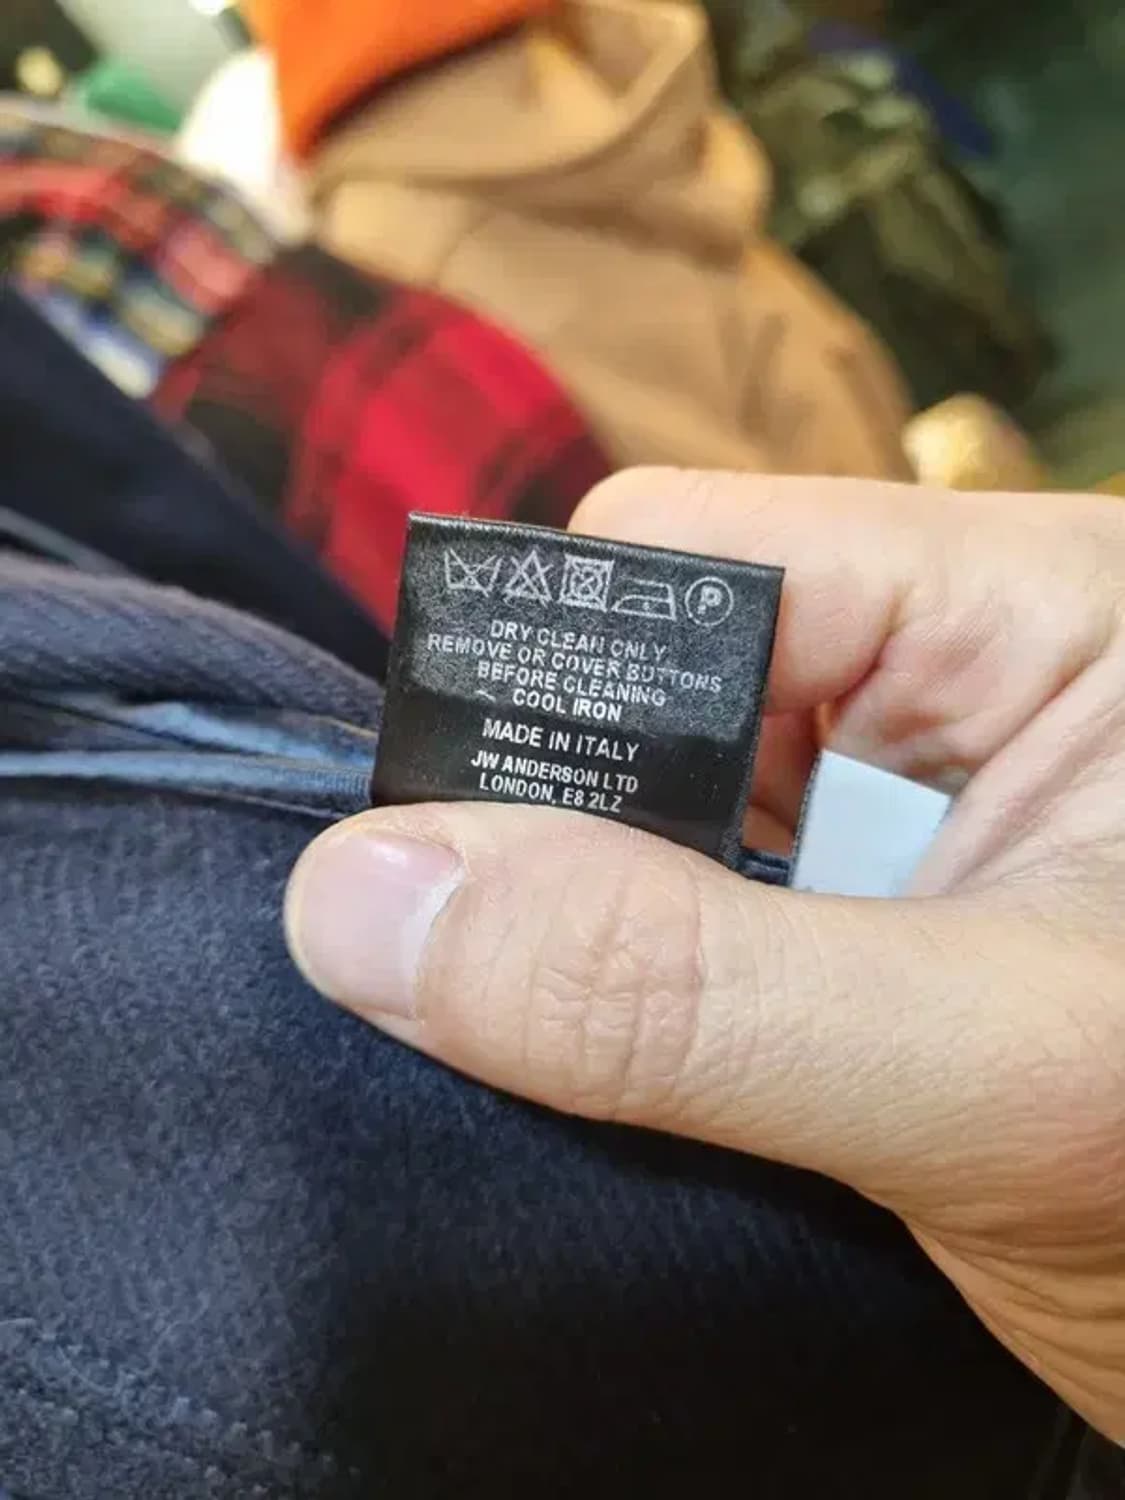 P
DRY CLEAN ONLY
REMOVE OR COVER BUTTONS
BEFORE CLEANING
COOL IRON
MADE IN ITALY
JW ANDERSON LTD
LONDON, E8 2LZ